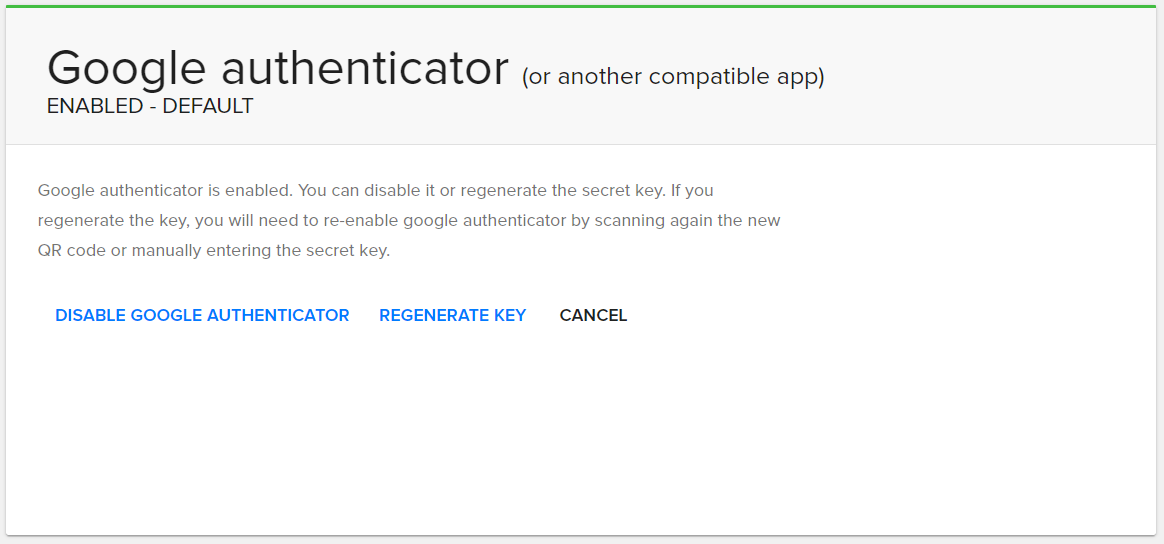 Google authenticator (or another compatible app)
ENABLED - DEFAULT
Google authenticator is enabled. You can disable it or regenerate the secret key. If you
regenerate the key, you will need to re-enable google authenticator by scanning again the new
QR code or manually entering the secret key.
DISABLE GOOGLE AUTHENTICATOR REGENERATE KEY CANCEL